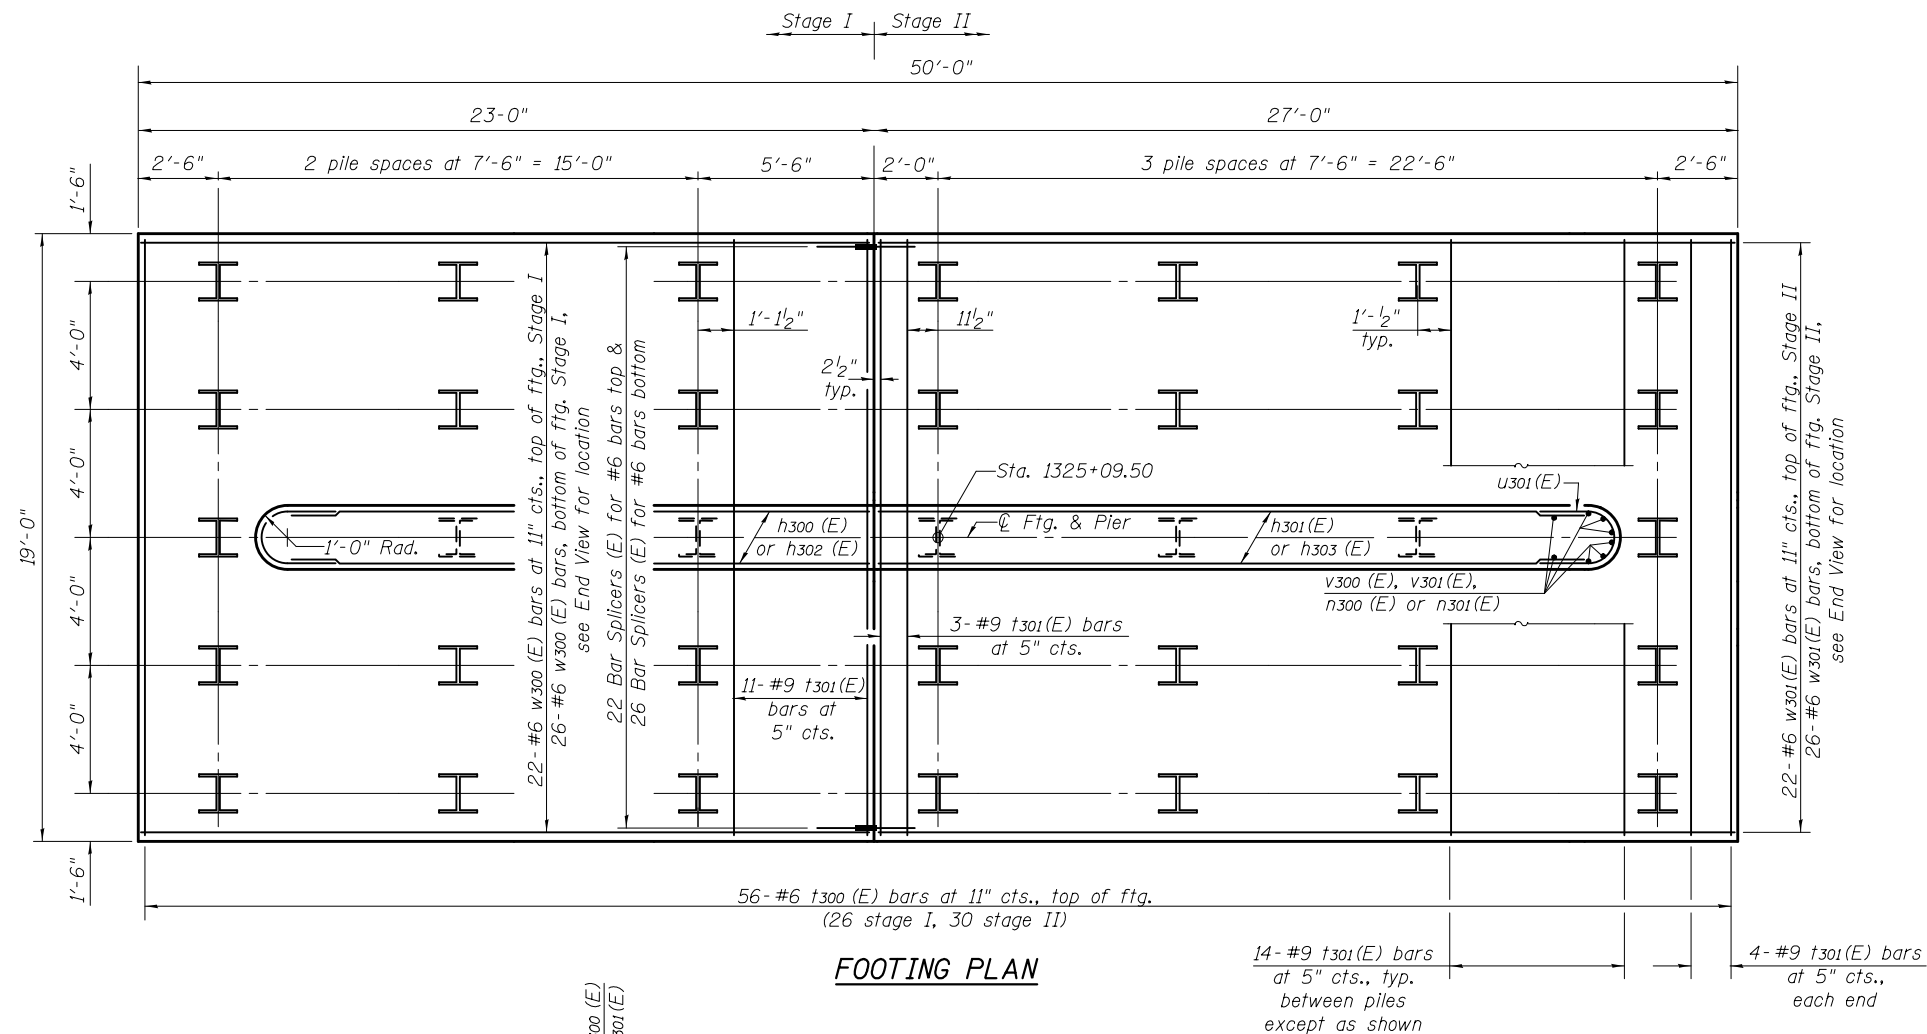 Stage I
Stage II
50'-0"
23-0"
27'-0"
2'-6"
2 pile spaces at 7'-6" = 15'-0"
5'-6"
2'-0"
3 pile spaces at 7'-6" = 22'-6"
2'-6"
1'-6"
19'-0"
4'-0"
4'-0"
4'-0"
4'-0"
1'-6"
22-#6 w300 (E) bars at 11" cts., top of ftg., Stage I
26-#6 w300 (E) bars, bottom of ftg. Stage I,
see End View for location
22 Bar Splicers (E) for #6 bars top &
26 Bar Splicers (E) for #6 bars bottom
1'-1½"
11½"
2½"
typ.
1'-½"
typ.
Sta. 1325+09.50
℄ Ftg. & Pier
1'-0" Rad.
h300 (E)
or h302 (E)
h301(E)
or h303 (E)
u301(E)
v300 (E), v301(E),
n300 (E) or n301(E)
3-#9 t301(E) bars
at 5" cts.
11-#9 t301(E)
bars at
5" cts.
22-#6 w301(E) bars at 11" cts., top of ftg., Stage II
26-#6 w301(E) bars, bottom of ftg. Stage II,
see End View for location
56-#6 t300 (E) bars at 11" cts., top of ftg.
(26 stage I, 30 stage II)
FOOTING PLAN
14-#9 t301(E) bars
at 5" cts., typ.
between piles
except as shown
4-#9 t301(E) bars
at 5" cts.,
each end